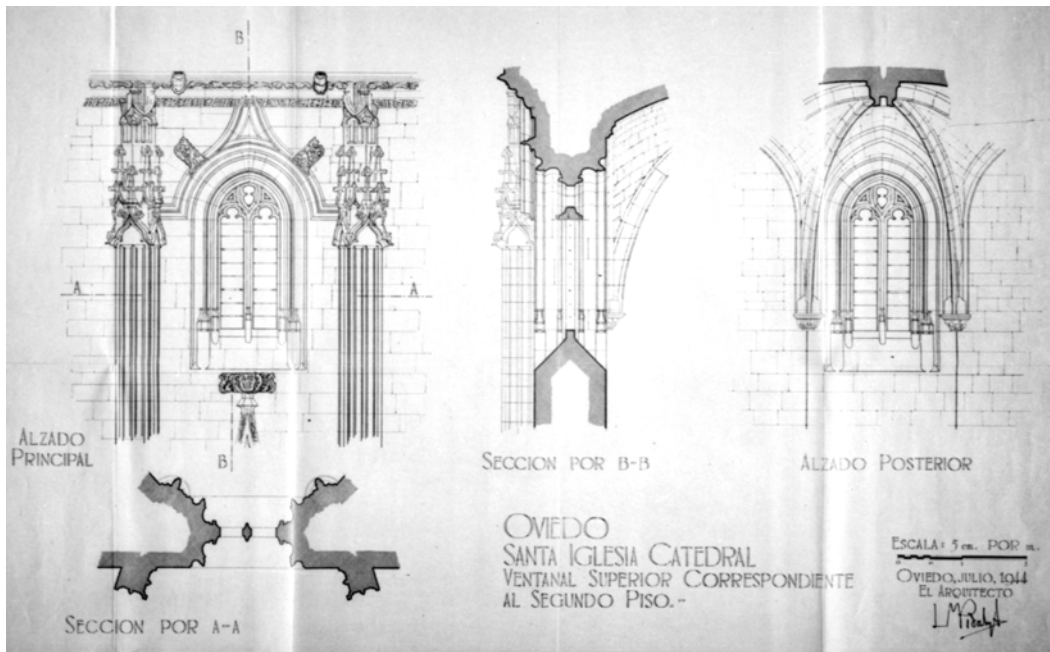 B
A
A
B
ALZADO
PRINCIPAL
SECCION POR B-B
ALZADO POSTERIOR
SECCION POR A-A
OVIEDO
SANTA IGLESIA CATEDRAL
VENTANAL SUPERIOR CORRESPONDIENTE
AL SEGUNDO PISO.-
ESCALA: 5 cm. POR m.
OVIEDO, JULIO, 1944
EL ARQUITECTO